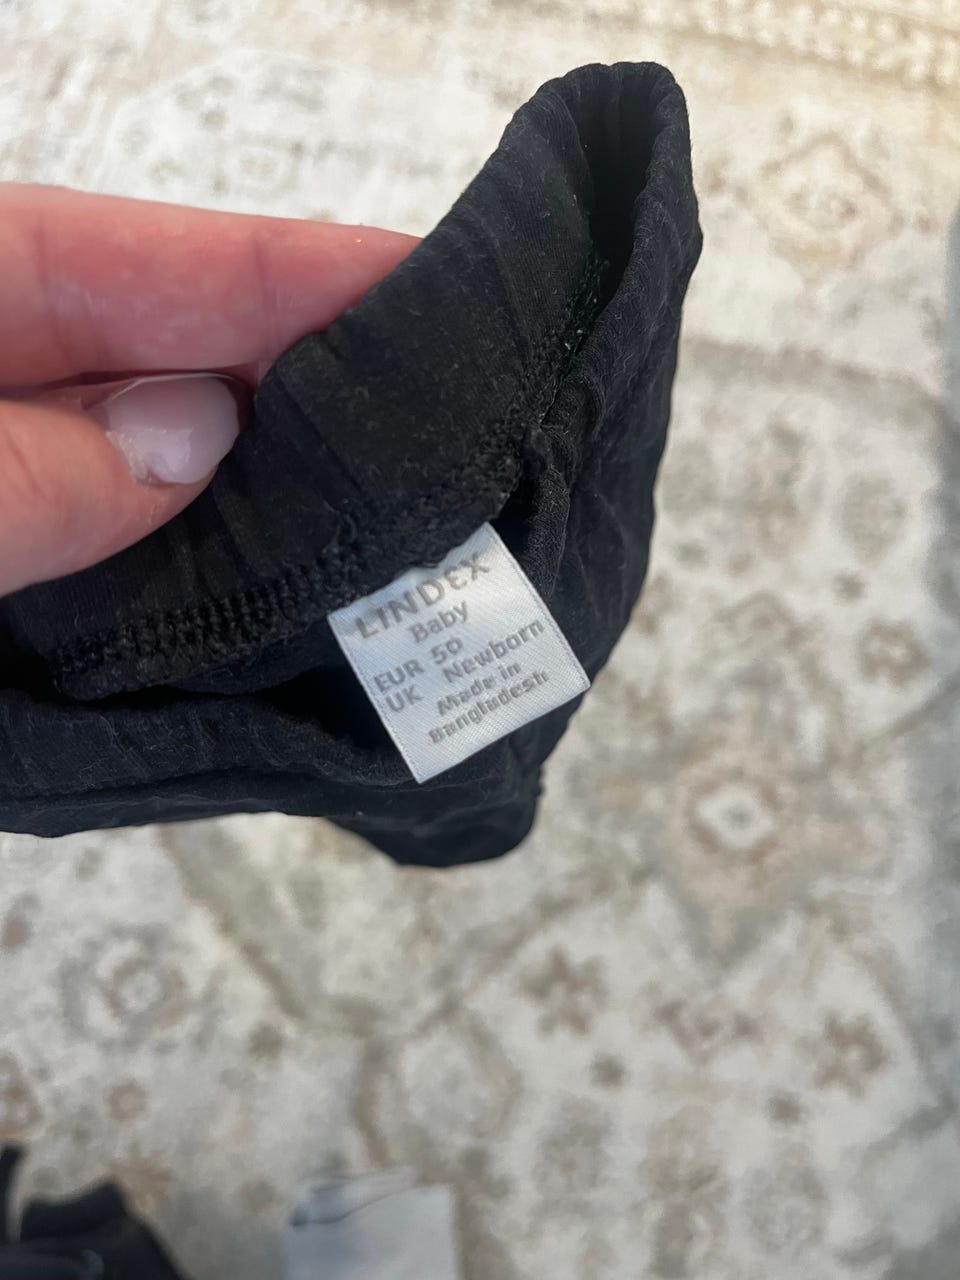 LINDEX
Baby
EUR 50
UK Newborn
Made in
Bangladesh